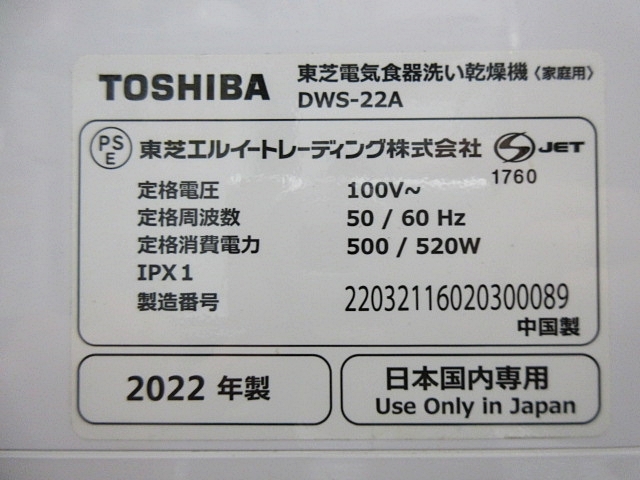 TOSHIBA 東芝電気食器洗い乾燥機〈家庭用〉
DWS-22A
PS E 東芝エルイートレーディング株式会社 JET
1760
定格電圧 100V~
定格周波数 50 / 60 Hz
定格消費電力 500 / 520W
IPX1
製造番号 22032116020300089
中国製
2022 年製
日本国内専用
Use Only in Japan